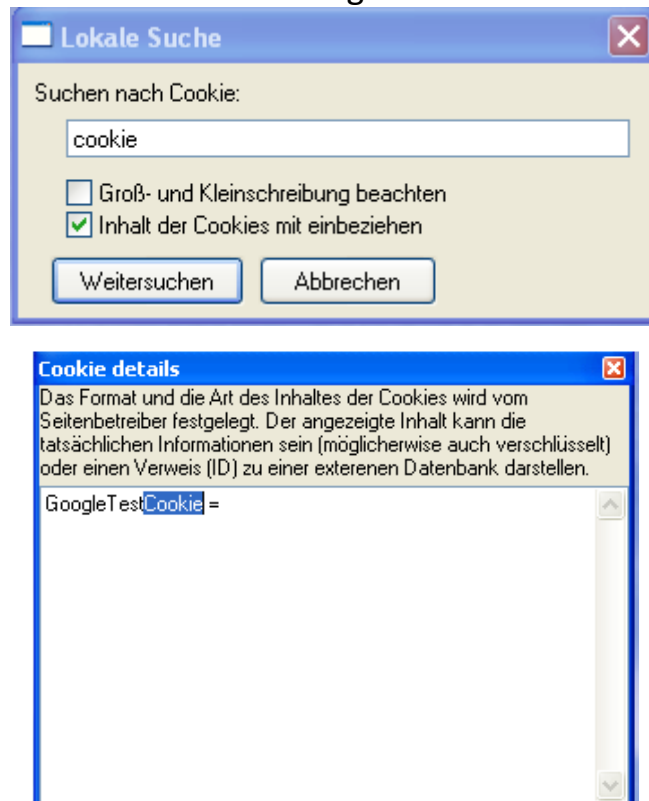 Lokale Suche
Suchen nach Cookie:
cookie
Groß- und Kleinschreibung beachten
Inhalt der Cookies mit einbeziehen
Weitersuchen Abbrechen
Cookie details
Das Format und die Art des Inhaltes der Cookies wird vom
Seitenbetreiber festgelegt. Der angezeigte Inhalt kann die
tatsächlichen Informationen sein (möglicherweise auch verschlüsselt)
oder einen Verweis (ID) zu einer exterenen Datenbank darstellen.
GoogleTestCookie =